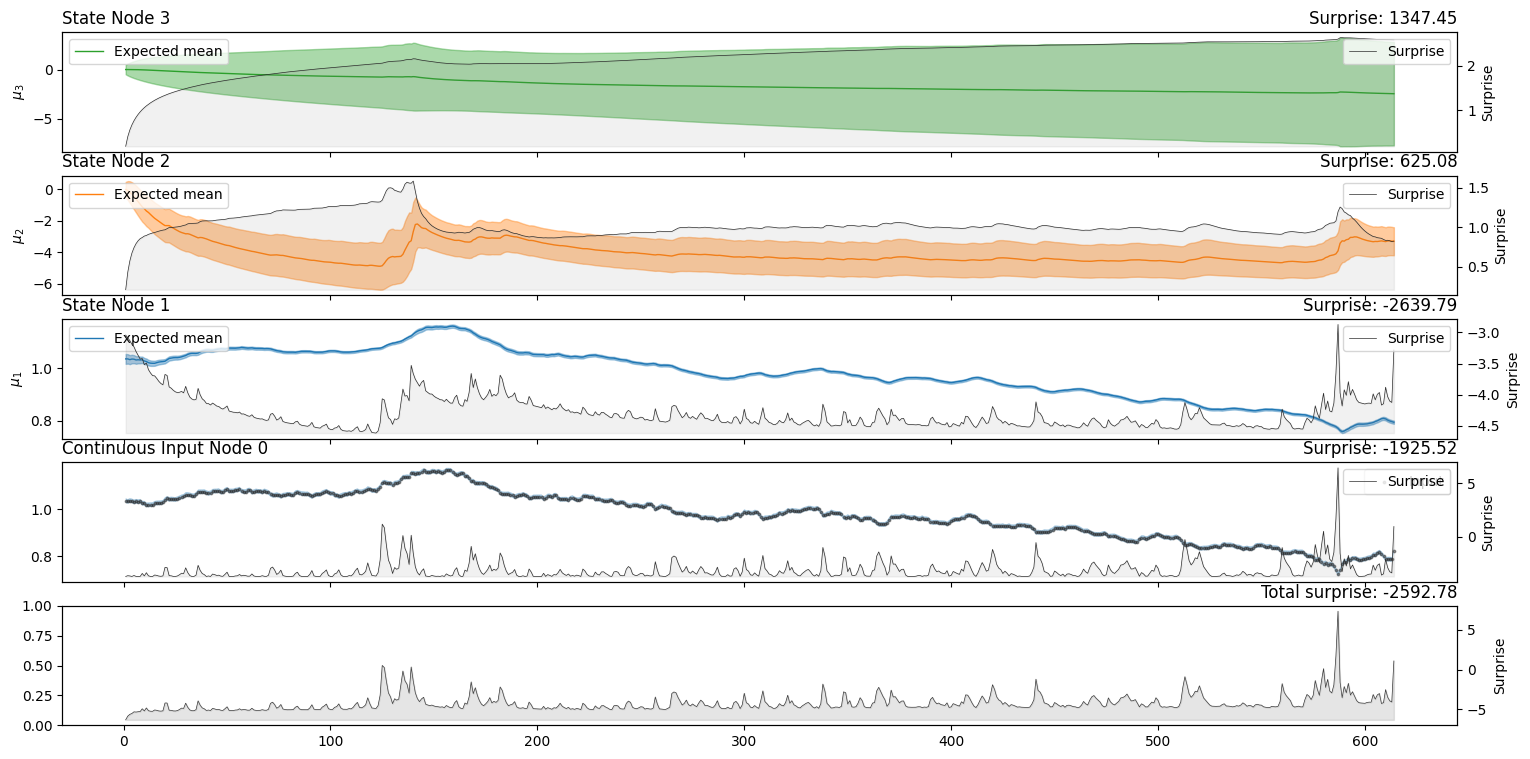 State Node 3 Surprise: 1347.45
Expected mean Surprise
0
−5
μ3
2
1
Surprise
State Node 2 Surprise: 625.08
Expected mean Surprise
0
−2
−4
−6
μ2
1.5
1.0
0.5
Surprise
State Node 1 Surprise: -2639.79
Expected mean Surprise
1.0
0.8
μ1
−3.0
−3.5
−4.0
−4.5
Surprise
Continuous Input Node 0 Surprise: -1925.52
Surprise
1.0
0.8
5
0
Surprise
Total surprise: -2592.78
1.00
0.75
0.50
0.25
0.00
5
0
−5
Surprise
0 100 200 300 400 500 600